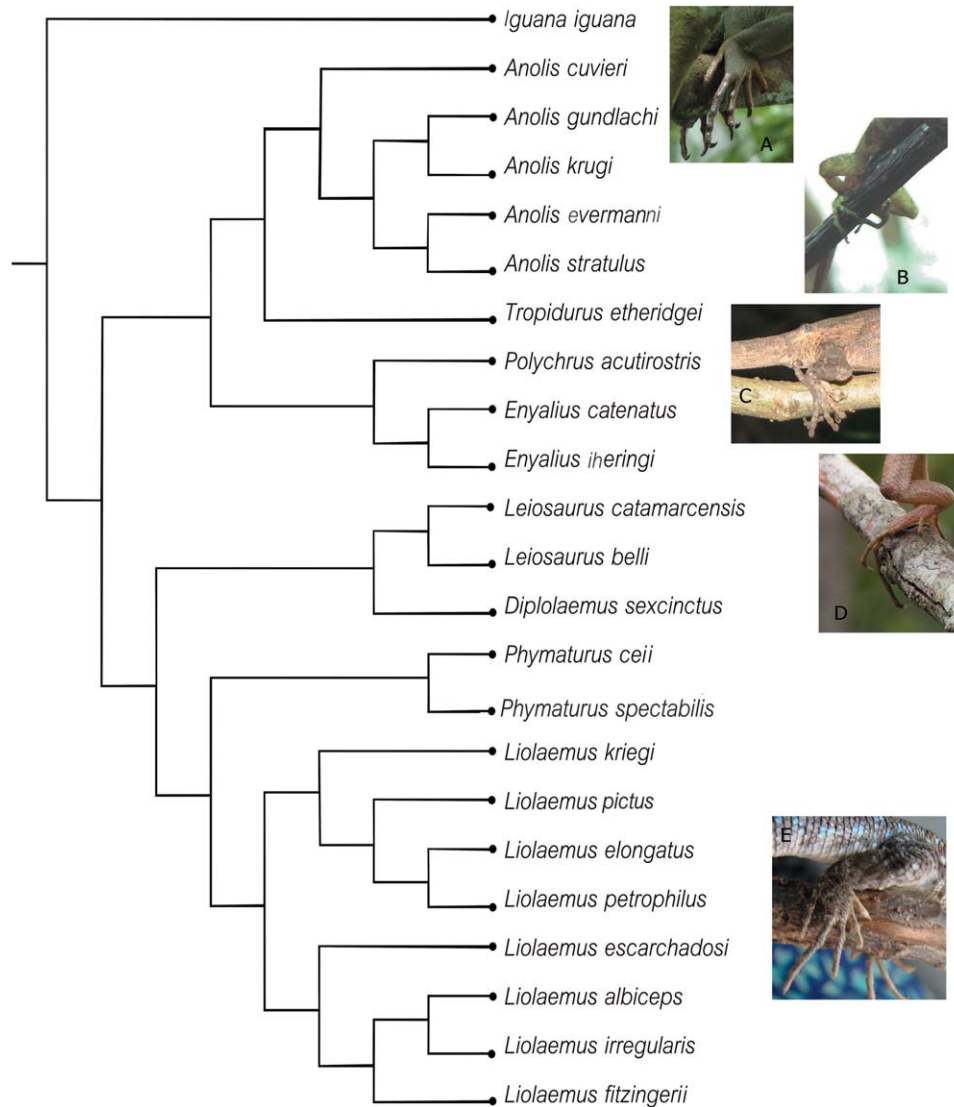 Iguana iguana
Anolis cuvieri
Anolis gundlachi
A
Anolis krugi
Anolis evermanni
Anolis stratulus
B
Tropidurus etheridgei
Polychrus acutirostris
C
Enyalius catenatus
Enyalius iheringi
Leiosaurus catamarcensis
Leiosaurus belli
Diplolaemus sexcinctus
D
Phymaturus ceii
Phymaturus spectabilis
Liolaemus kriegi
Liolaemus pictus
E
Liolaemus elongatus
Liolaemus petrophilus
Liolaemus escarchadosi
Liolaemus albiceps
Liolaemus irregularis
Liolaemus fitzingerii